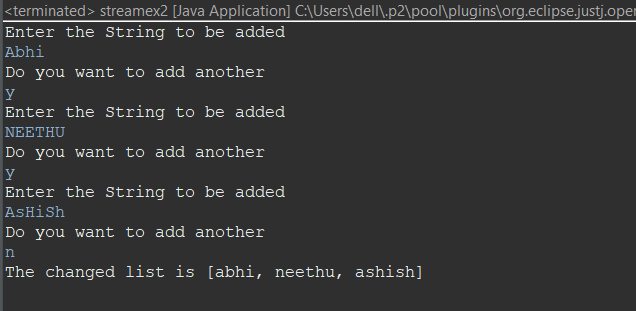 <terminated> streamex2 [Java Application] C:\Users\dell\.p2\pool\plugins\org.eclipse.justj.oper
Enter the String to be added
Abhi
Do you want to add another
y
Enter the String to be added
NEETHU
Do you want to add another
y
Enter the String to be added
AsHiSh
Do you want to add another
n
The changed list is [abhi, neethu, ashish]